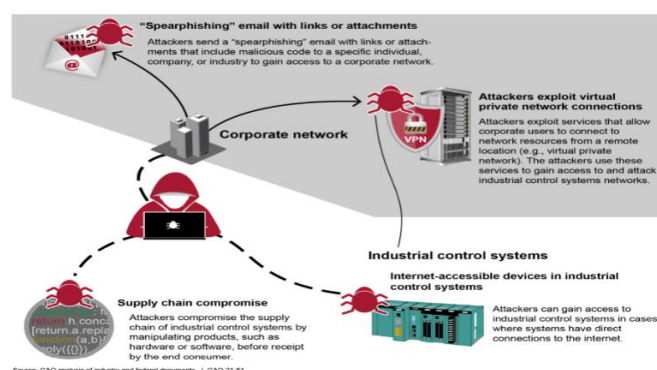 "Spearphishing" email with links or attachments
Attackers send a "spearphishing" email with links or attach-
ments that include malicious code to a specific individual,
company, or industry to gain access to a corporate network.
Corporate network
Attackers exploit virtual
private network connections
Attackers exploit services that allow
corporate users to connect to
network resources from a remote
location (e.g., virtual private
network). The attackers use these
services to gain access to and attack
industrial control systems networks.
VPN
Industrial control systems
Internet-accessible devices in industrial
control systems
Attackers can gain access to
industrial control systems in cases
where systems have direct
connections to the internet.
Supply chain compromise
Attackers compromise the supply
chain of industrial control systems by
manipulating products, such as
hardware or software, before receipt
by the end consumer.
return h.conca
[return.a.repla
function(a,b)